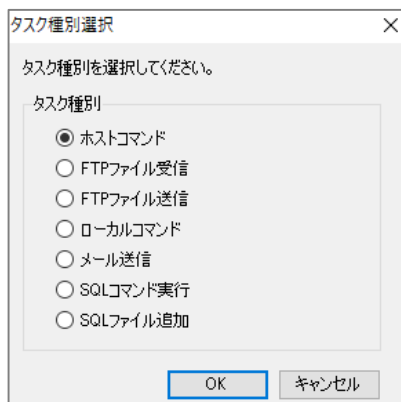 タスク種別選択
タスク種別を選択してください。
タスク種別
ホストコマンド
FTPファイル受信
FTPファイル送信
ローカルコマンド
メール送信
SQLコマンド実行
SQLファイル追加
OK キャンセル